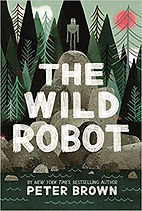 THE
WILD
ROBOT
BY NEW YORK TIMES BESTSELLING AUTHOR
PETER BROWN